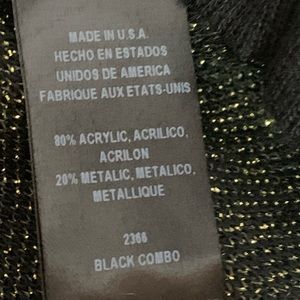 MADE IN U.S.A.
HECHO EN ESTADOS
UNIDOS DE AMERICA
FABRIQUE AUX ETATS-UNIS
80% ACRYLIC, ACRILICO,
ACRILON
20% METALIC, METALICO,
METALLIQUE
2366
BLACK COMBO